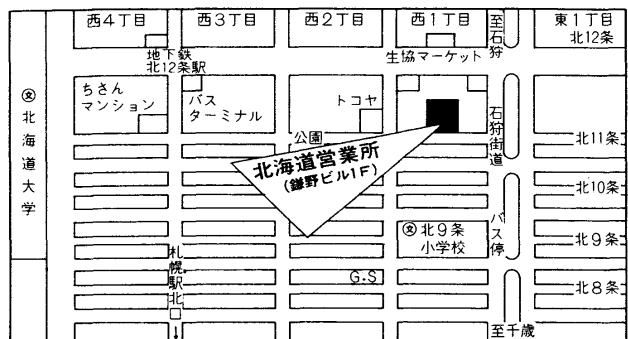 西4丁目
西3丁目
西2丁目
西1丁目
至石狩
東1丁目
北12条
地下鉄
北12条駅
生協マーケット
ちさん
マンション
バス
ターミナル
トコヤ
石狩街道
公園
北11条
文
北海道大学
北海道営業所
(鎌野ビル1F)
北10条
バス停
文北9条
小学校
北9条
札幌駅北口
G.S
北8条
至千歳